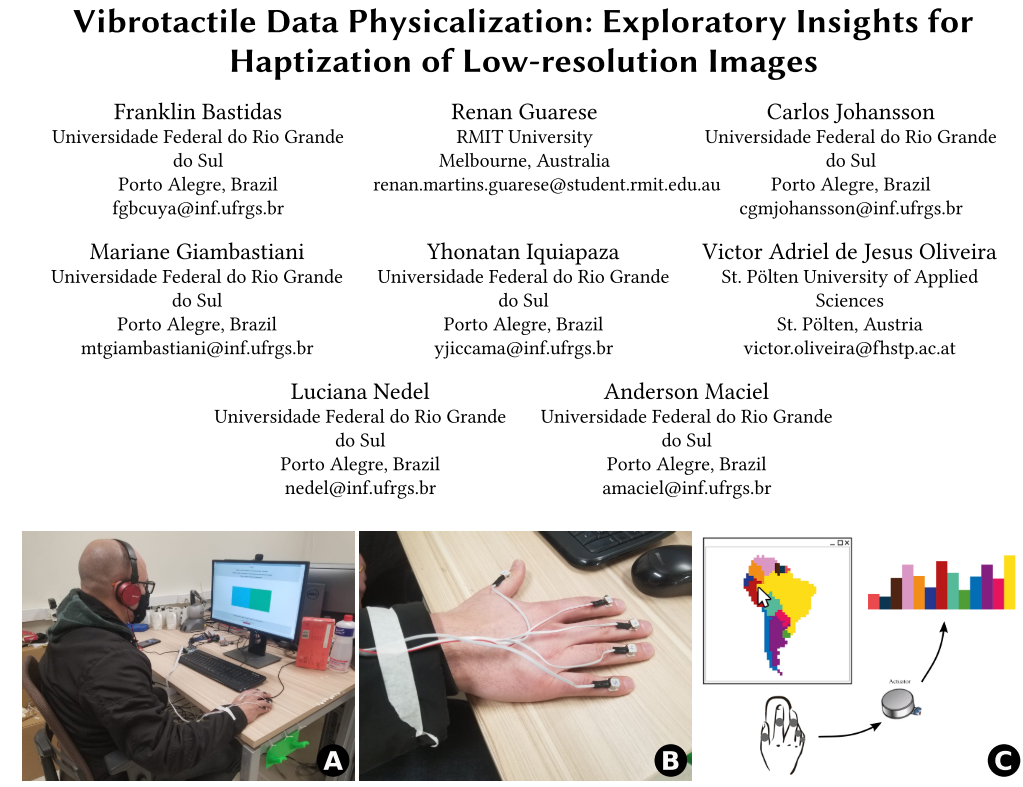 Vibrotactile Data Physicalization: Exploratory Insights for
Haptization of Low-resolution Images
Franklin Bastidas
Universidade Federal do Rio Grande
do Sul
Porto Alegre, Brazil
fgbcuya@inf.ufrgs.br
Renan Guarese
RMIT University
Melbourne, Australia
renan.martins.guarese@student.rmit.edu.au
Carlos Johansson
Universidade Federal do Rio Grande
do Sul
Porto Alegre, Brazil
cgmjohansson@inf.ufrgs.br
Mariane Giambastiani
Universidade Federal do Rio Grande
do Sul
Porto Alegre, Brazil
mtgiambastiani@inf.ufrgs.br
Yhonatan Iquiapaza
Universidade Federal do Rio Grande
do Sul
Porto Alegre, Brazil
yjiccama@inf.ufrgs.br
Victor Adriel de Jesus Oliveira
St. Pölten University of Applied
Sciences
St. Pölten, Austria
victor.oliveira@fhstp.ac.at
Luciana Nedel
Universidade Federal do Rio Grande
do Sul
Porto Alegre, Brazil
nedel@inf.ufrgs.br
Anderson Maciel
Universidade Federal do Rio Grande
do Sul
Porto Alegre, Brazil
amaciel@inf.ufrgs.br
A
B
Actuator
C